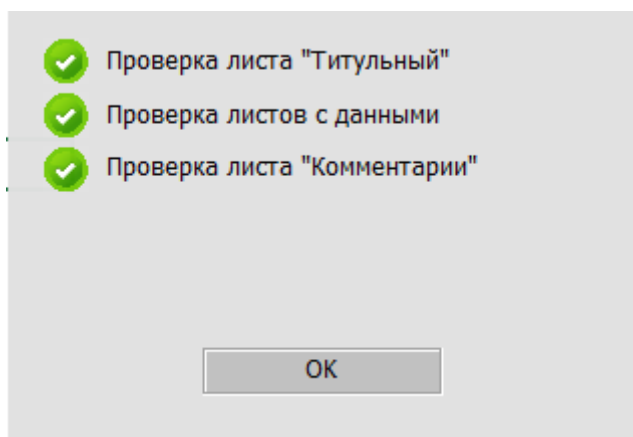 Проверка листа "Титульный"
Проверка листов с данными
Проверка листа "Комментарии"
OK